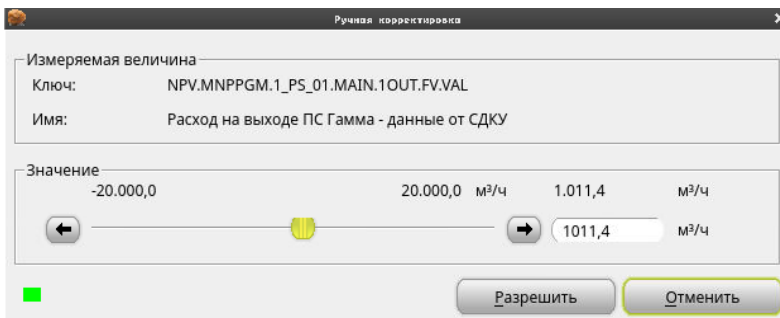 Ручная корректировка
Измеряемая величина
Ключ: NPV.MNPPGM.1_PS_01.MAIN.1OUT.FV.VAL
Имя: Расход на выходе ПС Гамма - данные от СДКУ
Значение
-20.000,0 20.000,0 м³/ч 1.011,4 м³/ч
1011,4 м³/ч
Разрешить Отменить